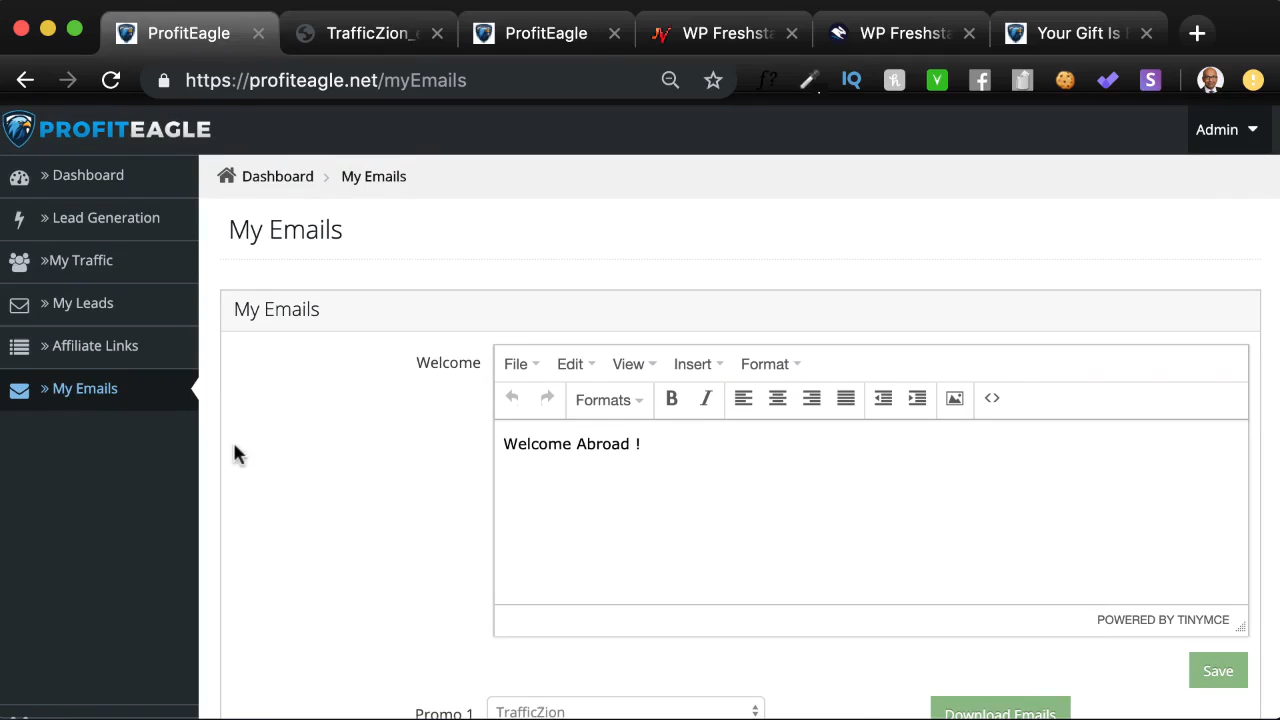 ProfitEagle
TrafficZion_
ProfitEagle
WP Freshsta
WP Freshsta
Your Gift Is
https://profiteagle.net/myEmails
f?
IQ
V
S
PROFITEAGLE
Admin
» Dashboard
» Lead Generation
»My Traffic
» My Leads
» Affiliate Links
» My Emails
Dashboard > My Emails
My Emails
My Emails
Welcome
File Edit View Insert Format
Formats B I <>
Welcome Abroad !
POWERED BY TINYMCE
Save
Promo 1
TrafficZion
Download Emails